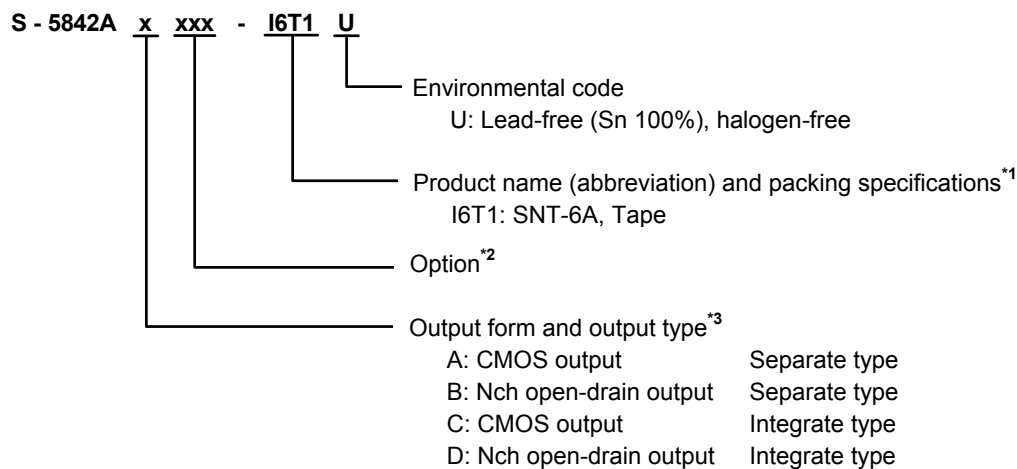 S - 5842A x xxx - I6T1 U
Environmental code
U: Lead-free (Sn 100%), halogen-free
Product name (abbreviation) and packing specifications*1
I6T1: SNT-6A, Tape
Option*2
Output form and output type*3
A: CMOS output Separate type
B: Nch open-drain output Separate type
C: CMOS output Integrate type
D: Nch open-drain output Integrate type